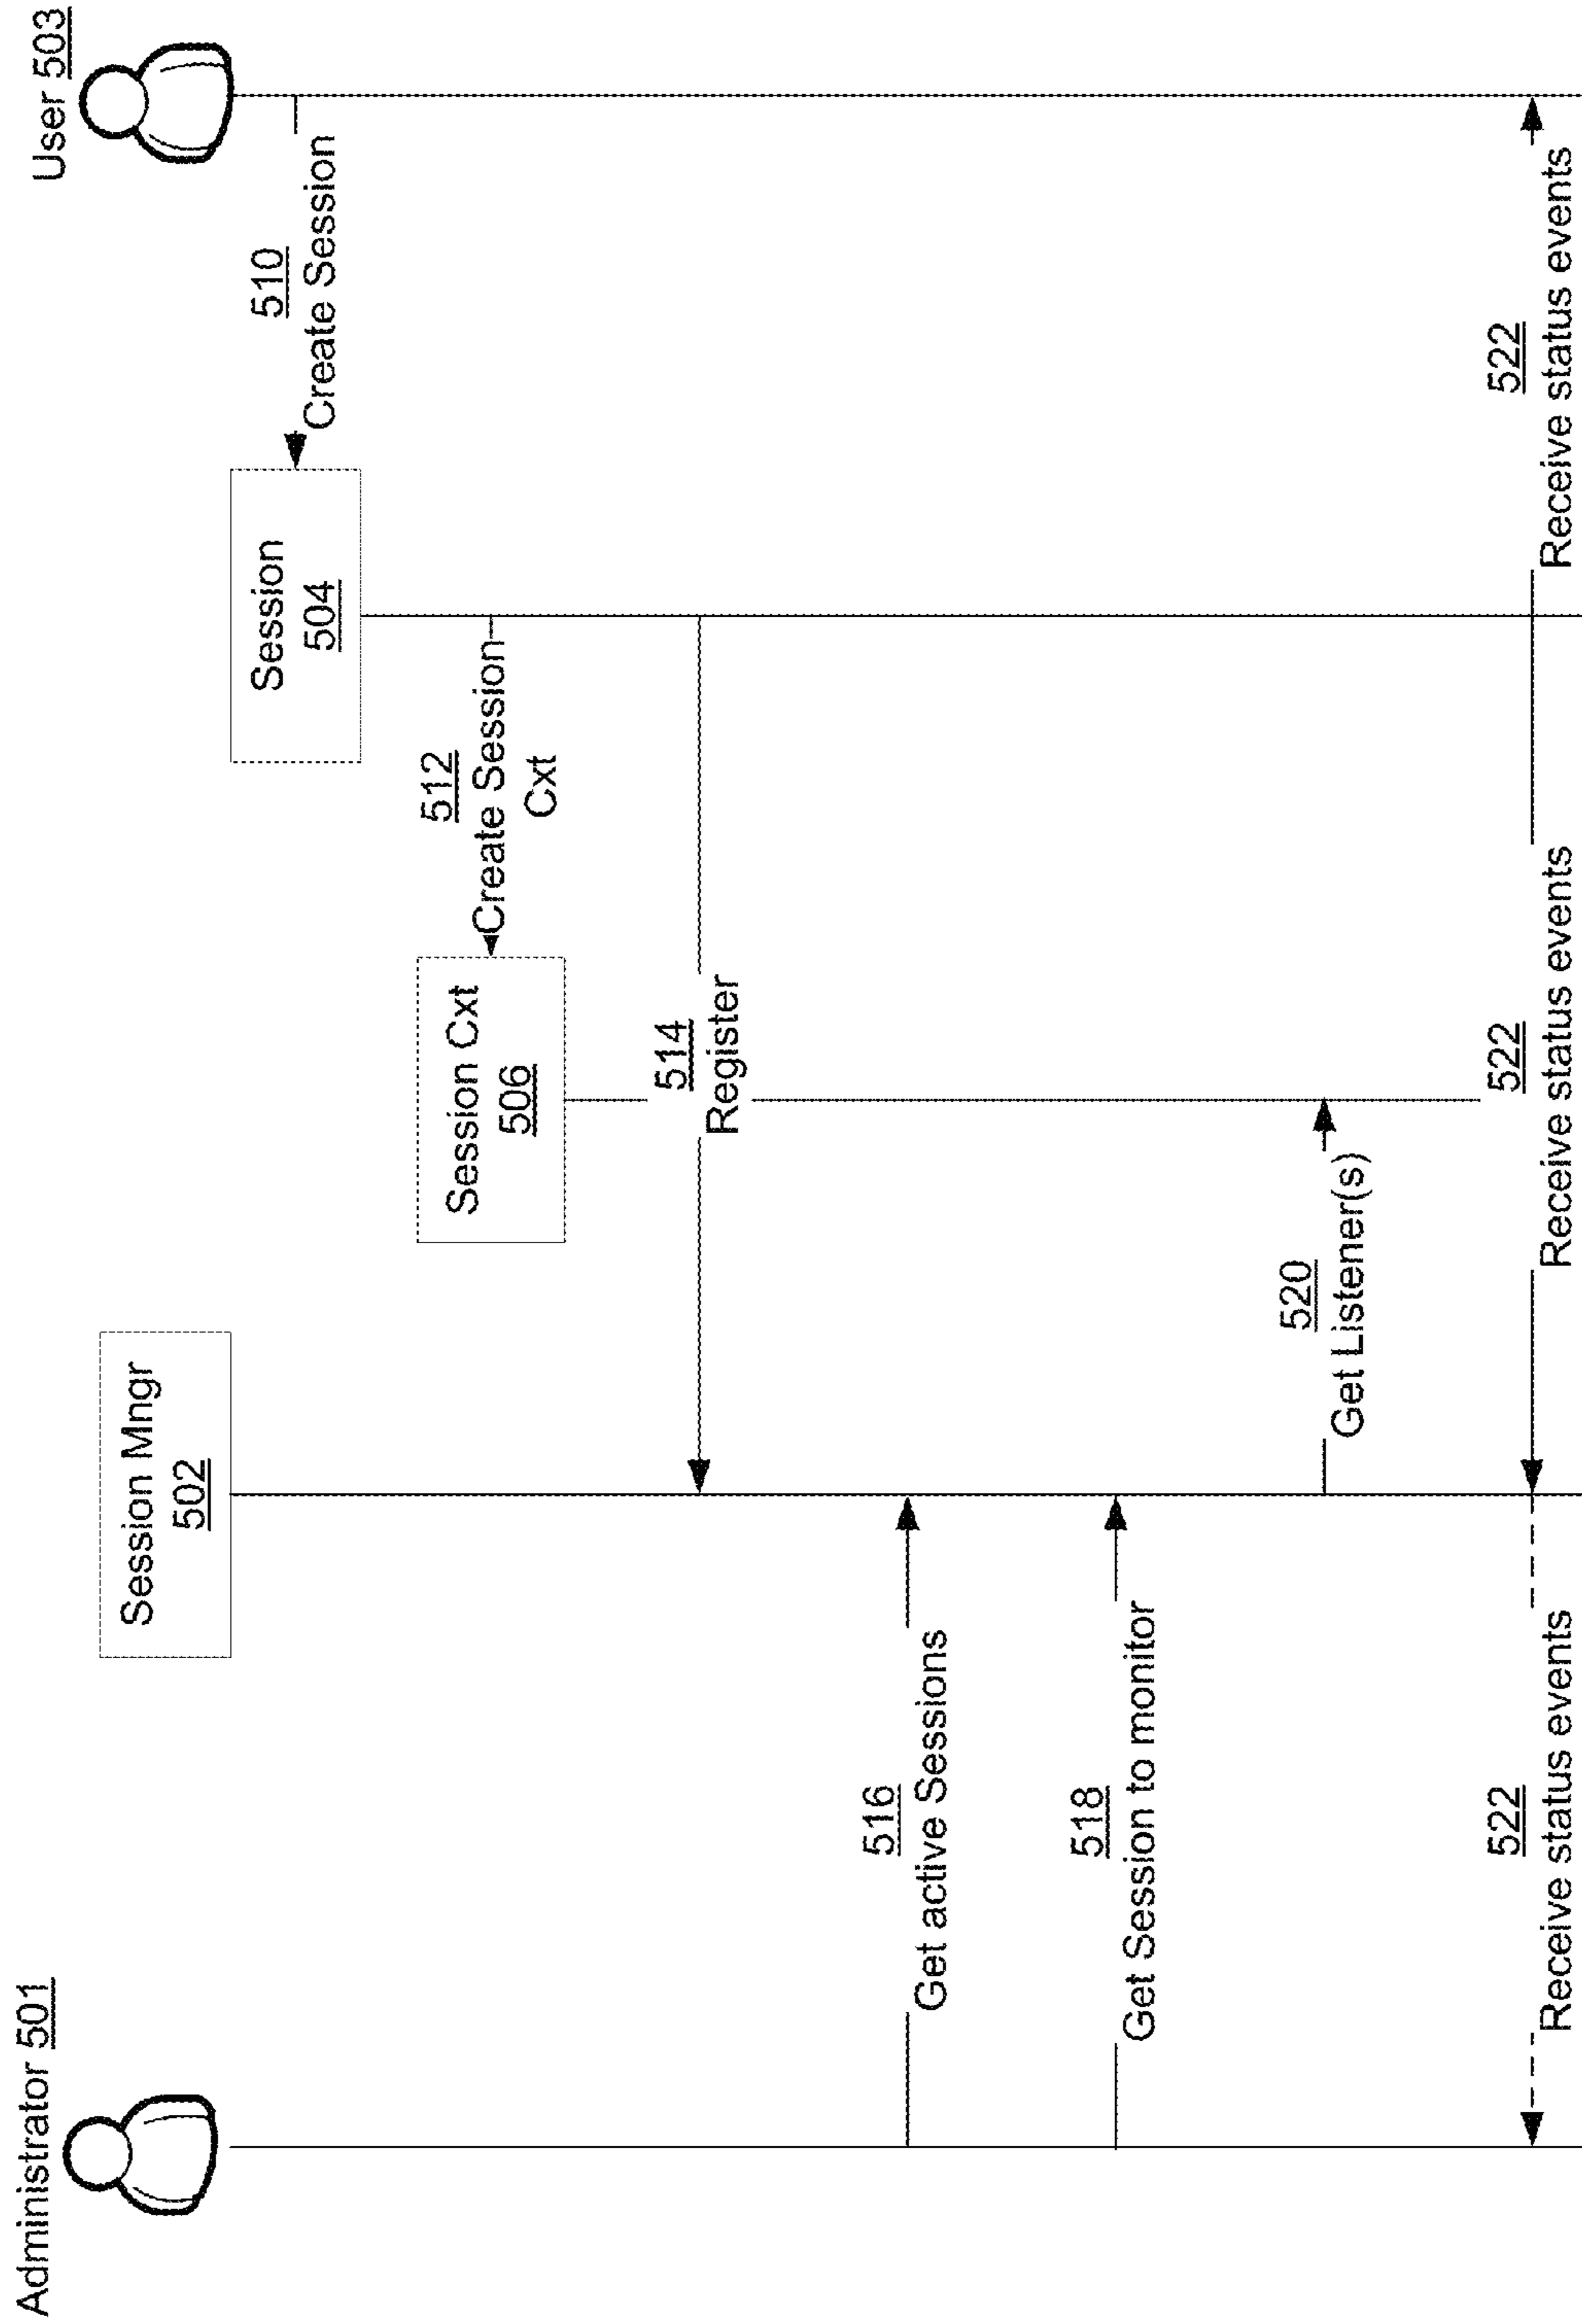 Administrator 501
User 503
Session Mngr
502
Session
504
510
Create Session
512
Create Session
Cxt
Session Cxt
506
514
Register
516
Get active Sessions
518
Get Session to monitor
520
Get Listener(s)
522
Receive status events
522
Receive status events
522
Receive status events